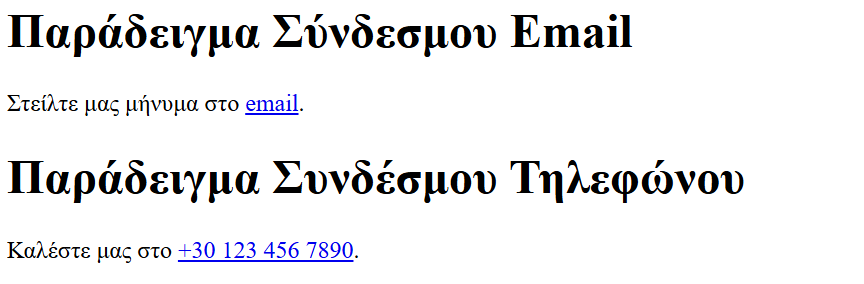 Παράδειγμα Σύνδεσμου Email
Στείλτε μας μήνυμα στο email.
Παράδειγμα Συνδέσμου Τηλεφώνου
Καλέστε μας στο +30 123 456 7890.